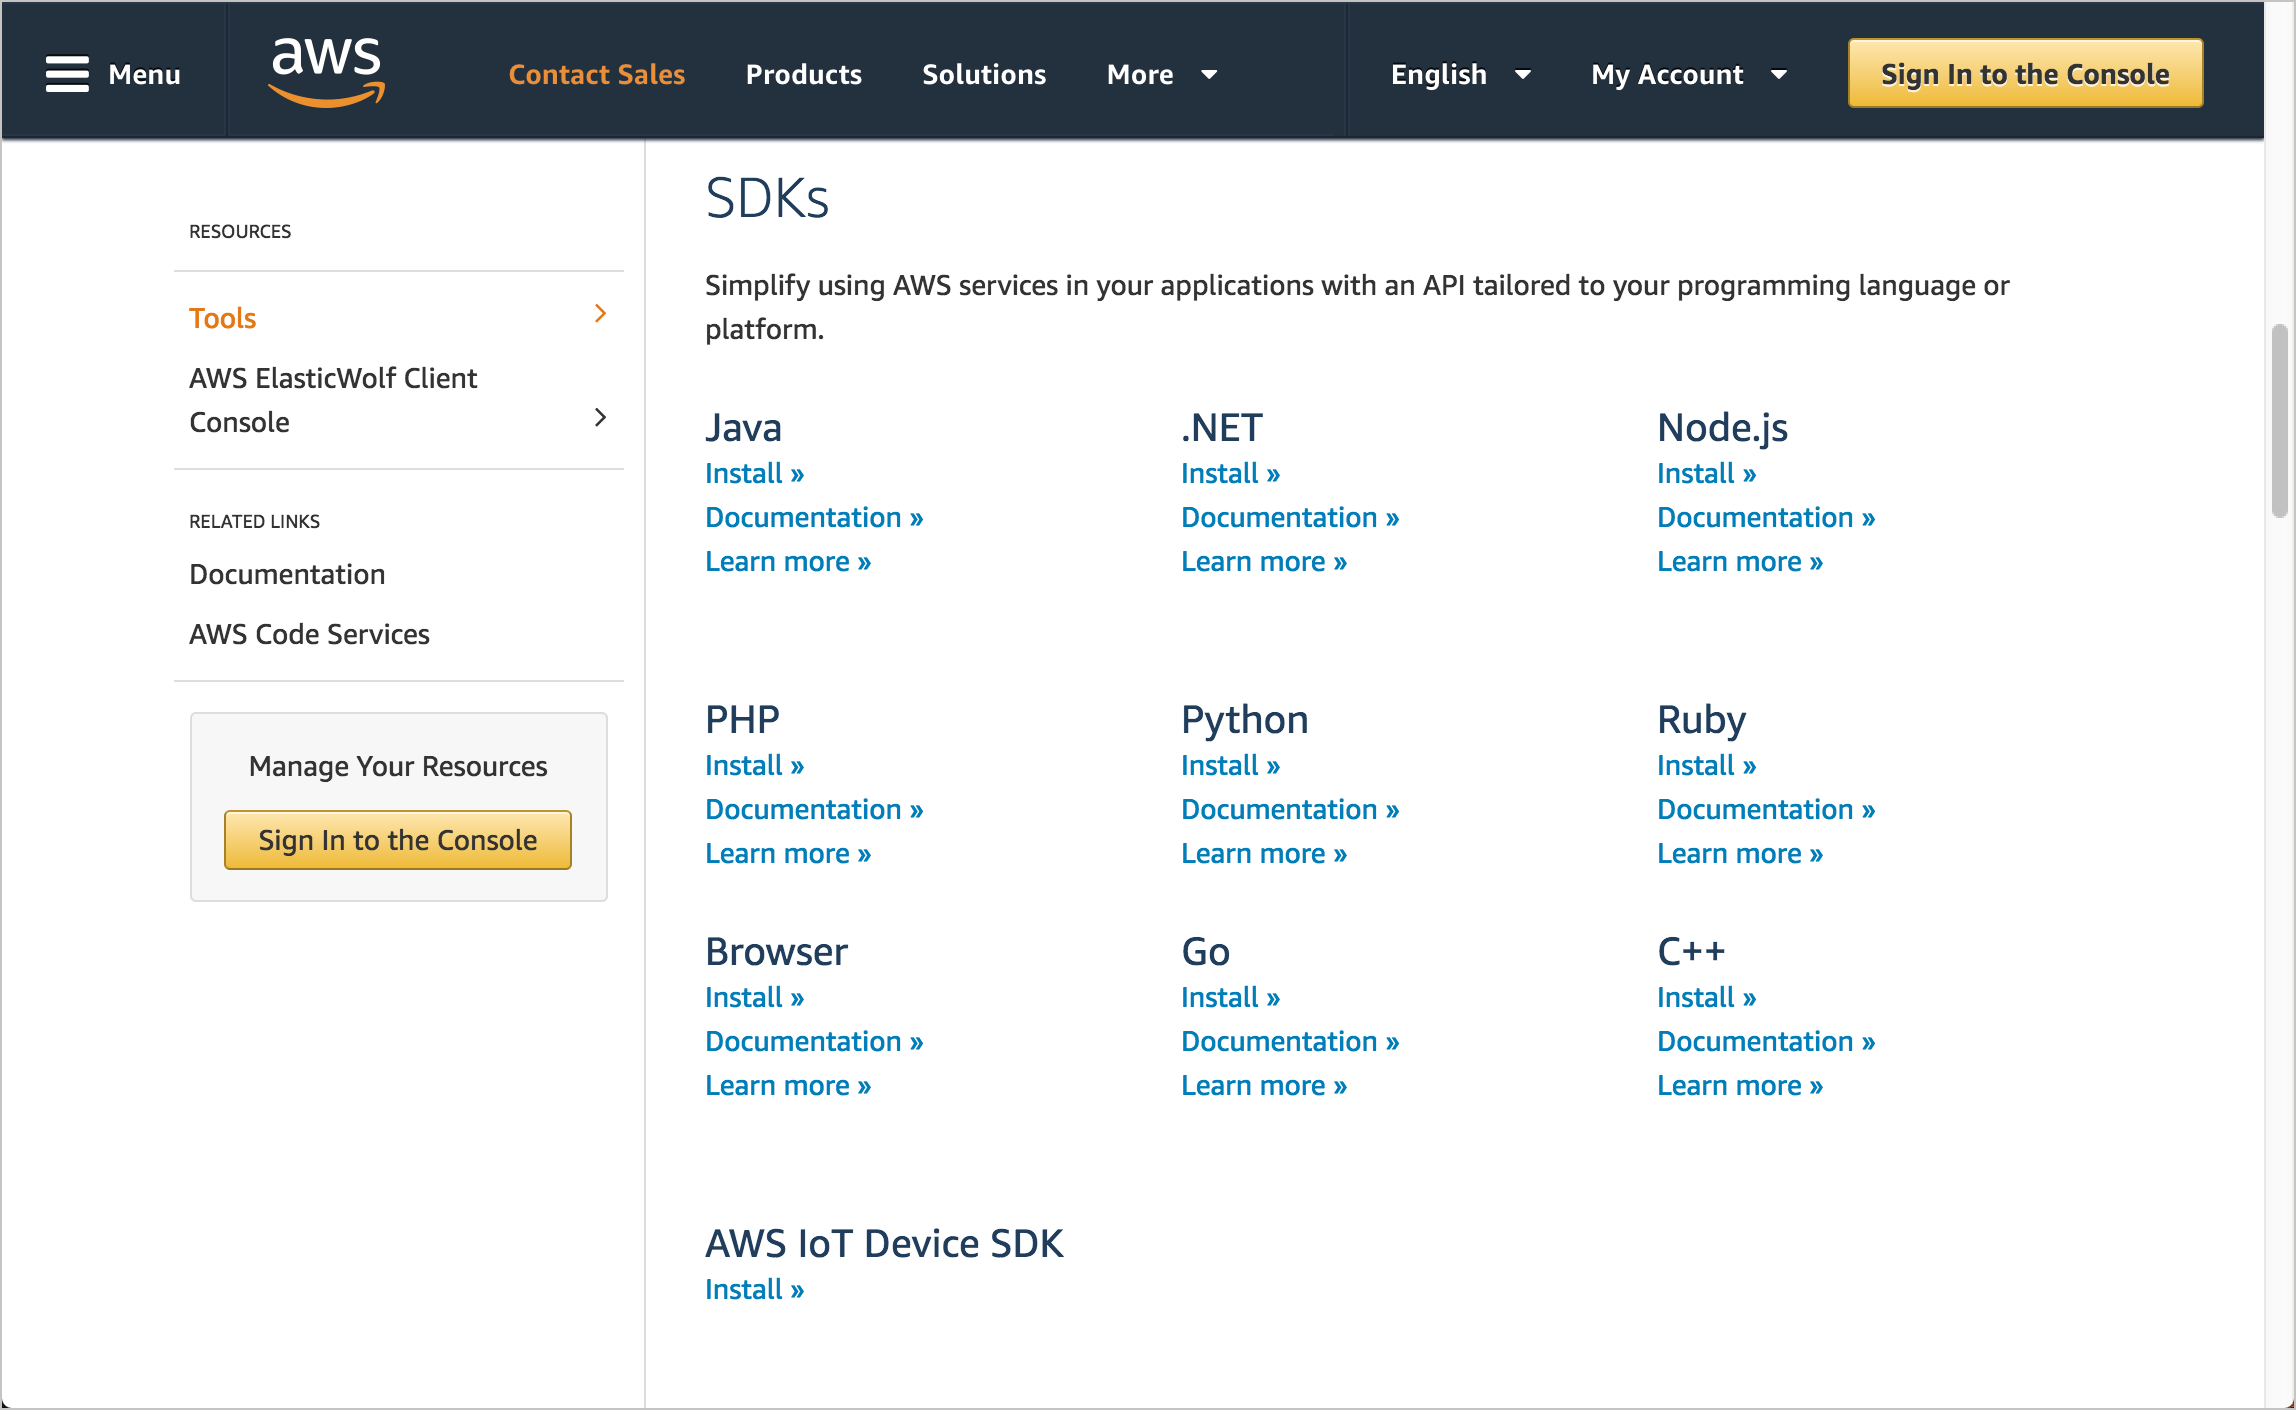 Menu
aws
Contact Sales
Products
Solutions
More
English
My Account
Sign In to the Console
RESOURCES
Tools
AWS ElasticWolf Client
Console
RELATED LINKS
Documentation
AWS Code Services
Manage Your Resources
Sign In to the Console
SDKs
Simplify using AWS services in your applications with an API tailored to your programming language or
platform.
Java
Install »
Documentation »
Learn more »
.NET
Install »
Documentation »
Learn more »
Node.js
Install »
Documentation »
Learn more »
PHP
Install »
Documentation »
Learn more »
Python
Install »
Documentation »
Learn more »
Ruby
Install »
Documentation »
Learn more »
Browser
Install »
Documentation »
Learn more »
Go
Install »
Documentation »
Learn more »
C++
Install »
Documentation »
Learn more »
AWS IoT Device SDK
Install »